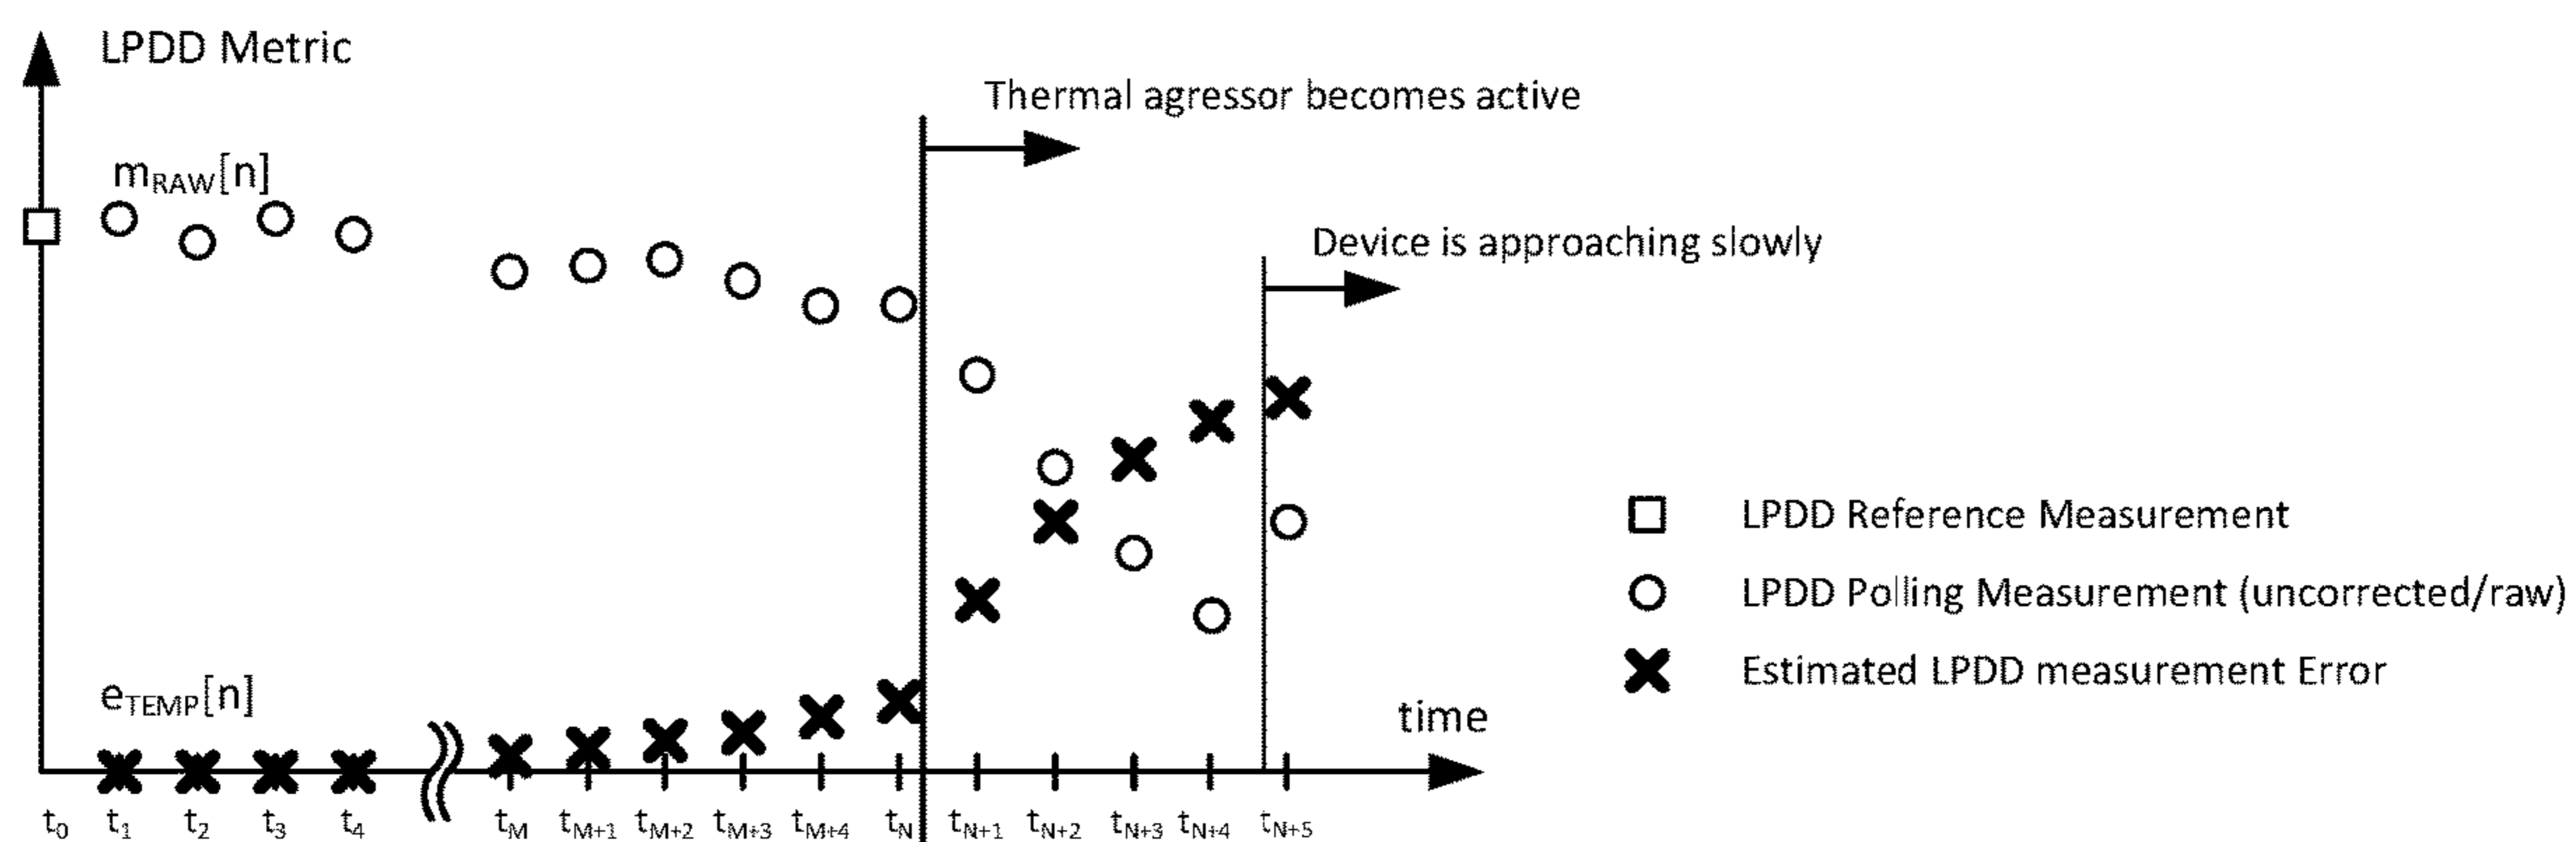 LPDD Metric
Thermal agressor becomes active
mRAW[n]
Device is approaching slowly
LPDD Reference Measurement
LPDD Polling Measurement (uncorrected/raw)
Estimated LPDD measurement Error
eTEMP[n]
time
t0 t1 t2 t3 t4 tM tM+1 tM+2 tM+3 tM+4 tN tN+1 tN+2 tN+3 tN+4 tN+5